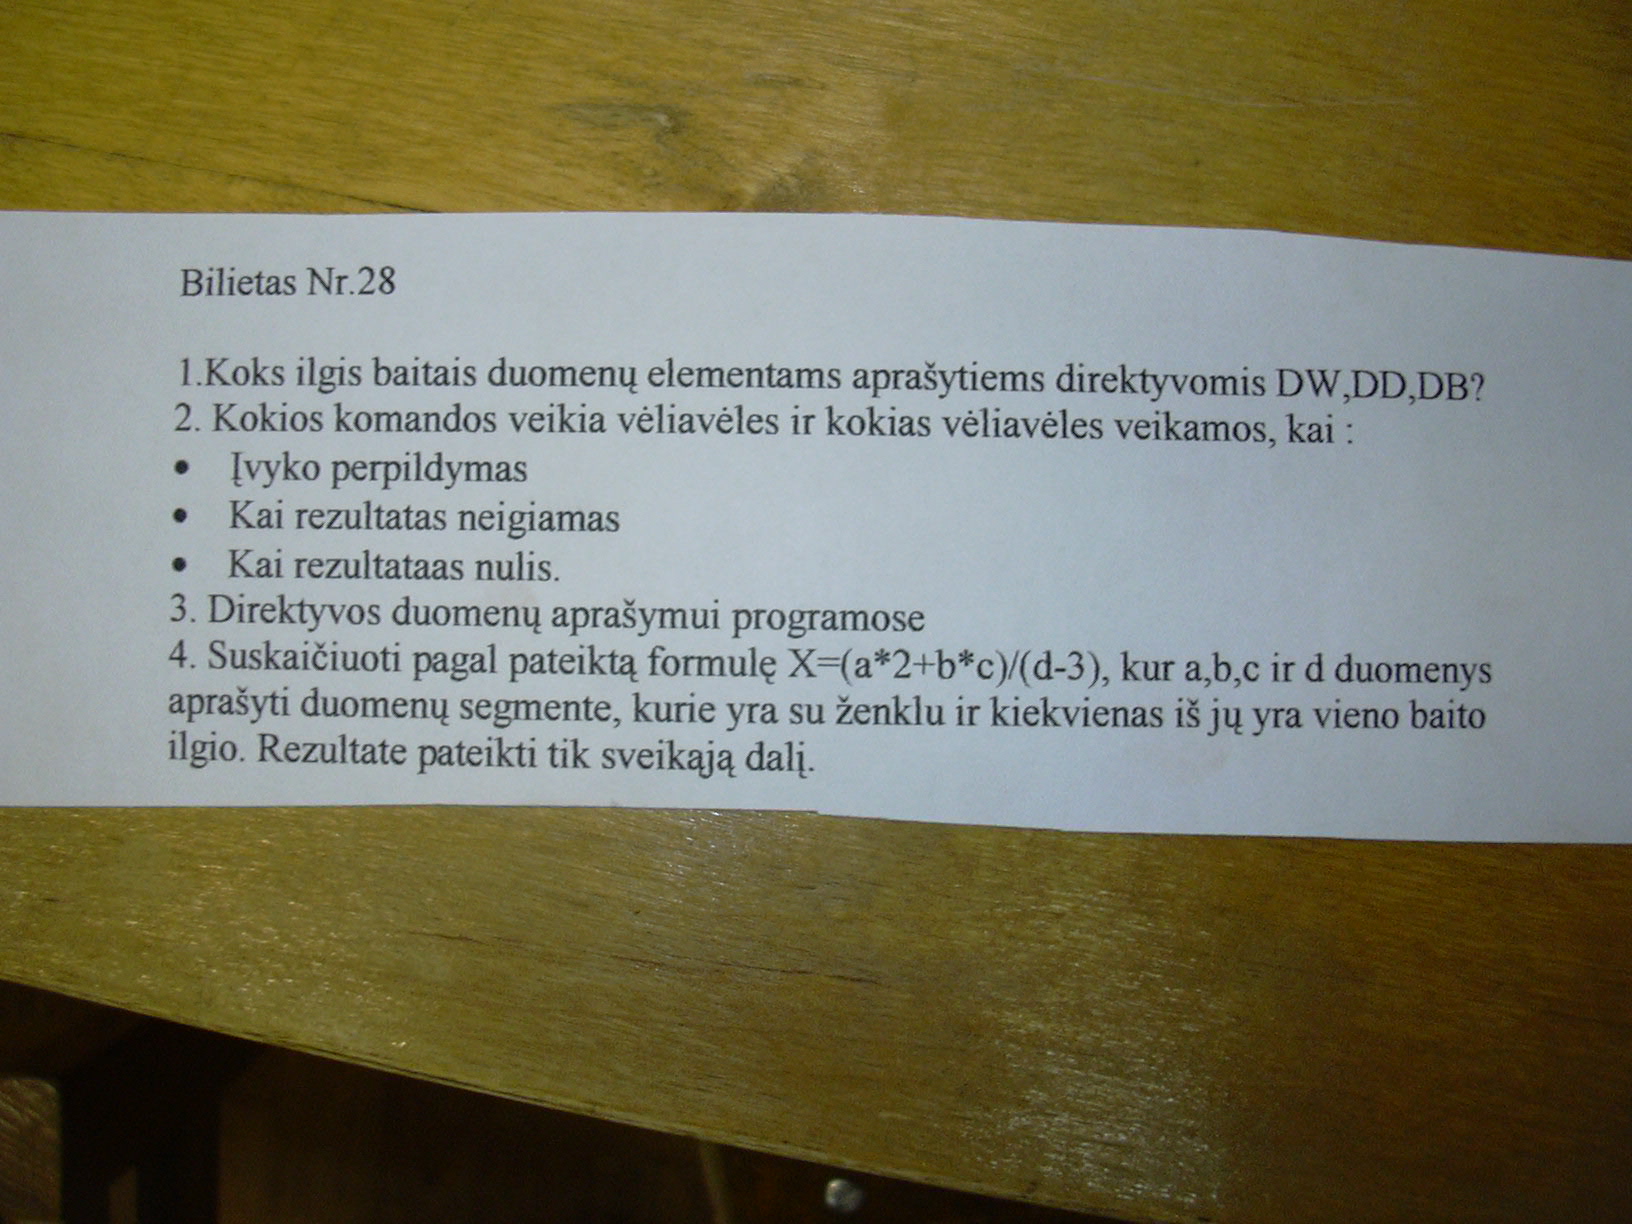 Bilietas Nr.28
1.Koks ilgis baitais duomenų elementams aprašytiems direktyvomis DW,DD,DB?
2. Kokios komandos veikia vėliavėles ir kokias vėliavėles veikamos, kai :
• Įvyko perpildymas
• Kai rezultatas neigiamas
• Kai rezultataas nulis.
3. Direktyvos duomenų aprašymui programose
4. Suskaičiuoti pagal pateiktą formulę X=(a*2+b*c)/(d-3), kur a,b,c ir d duomenys
aprašyti duomenų segmente, kurie yra su ženklu ir kiekvienas iš jų yra vieno baito
ilgio. Rezultate pateikti tik sveikąją dalį.